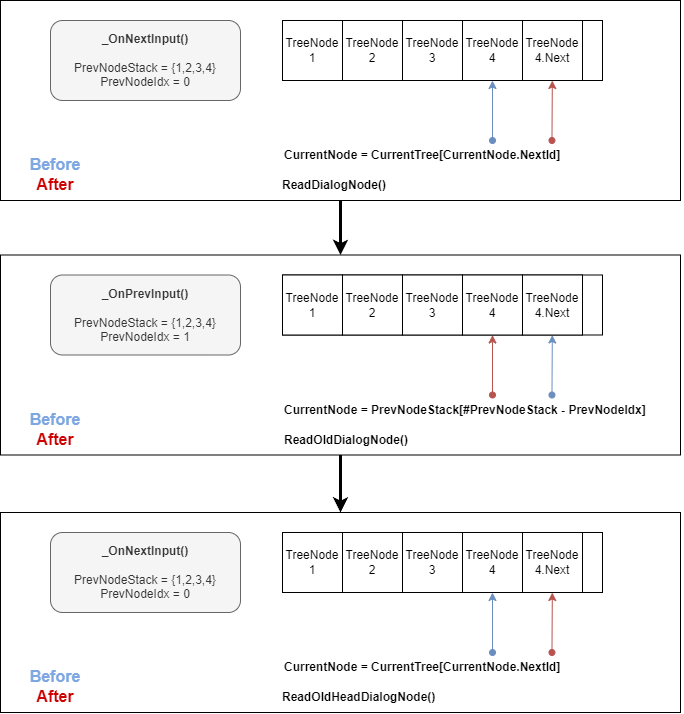 _OnNextInput()
PrevNodeStack = {1,2,3,4}
PrevNodeIdx = 0
TreeNode 1
TreeNode 2
TreeNode 3
TreeNode 4
TreeNode 4.Next
CurrentNode = CurrentTree[CurrentNode.NextId]
ReadDialogNode()
Before
After
_OnPrevInput()
PrevNodeStack = {1,2,3,4}
PrevNodeIdx = 1
TreeNode 1
TreeNode 2
TreeNode 3
TreeNode 4
TreeNode 4.Next
CurrentNode = PrevNodeStack[#PrevNodeStack - PrevNodeIdx]
ReadOldDialogNode()
Before
After
_OnNextInput()
PrevNodeStack = {1,2,3,4}
PrevNodeIdx = 0
TreeNode 1
TreeNode 2
TreeNode 3
TreeNode 4
TreeNode 4.Next
CurrentNode = CurrentTree[CurrentNode.NextId]
ReadOldHeadDialogNode()
Before
After